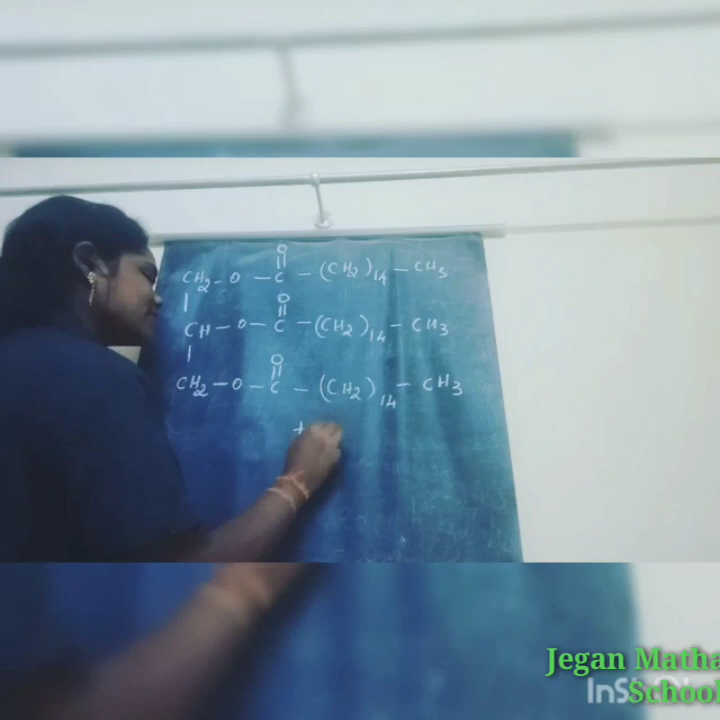 CH₂-O-C(=O)-(CH₂)₁₄-CH₃
|
CH-O-C(=O)-(CH₂)₁₄-CH₃
|
CH₂-O-C(=O)-(CH₂)₁₄-CH₃
+
Jegan Matha
School